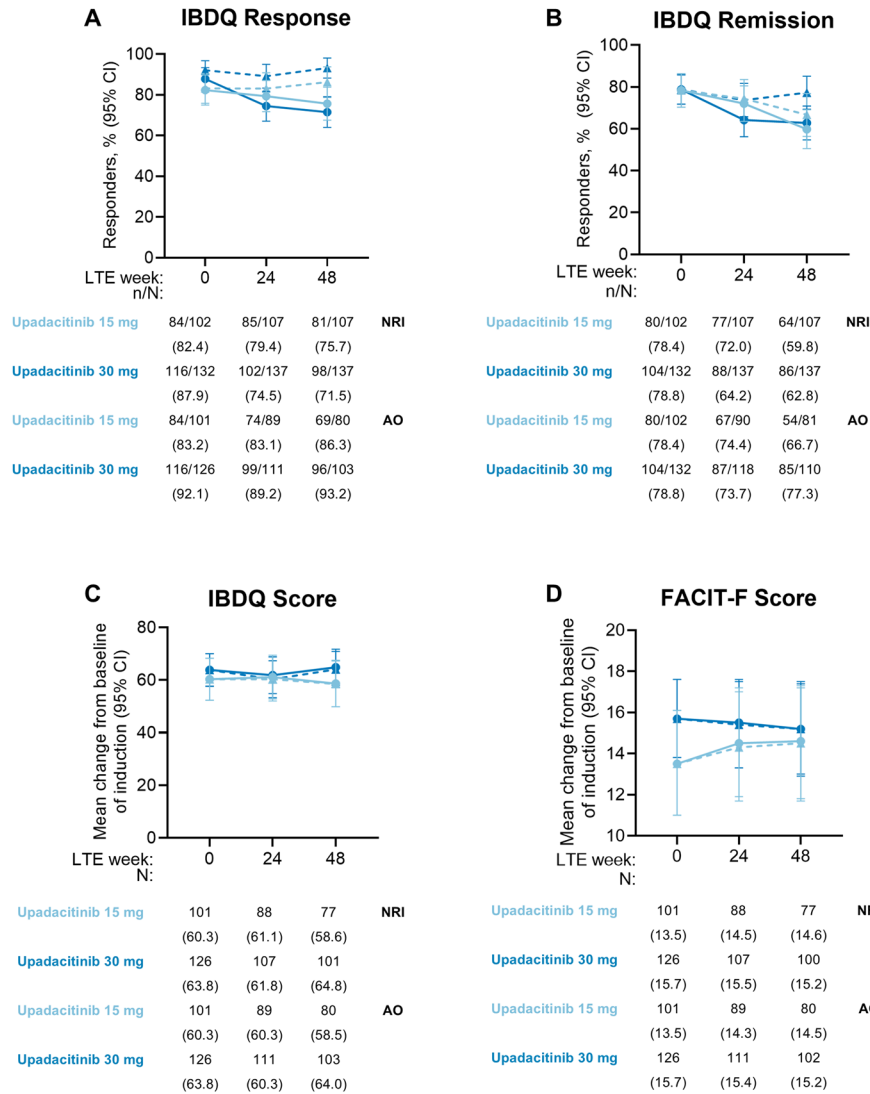 A
IBDQ Response
Responders, % (95% CI)
100
80
60
40
20
0
0 24 48
LTE week:
n/N:
Upadacitinib 15 mg 84/102 85/107 81/107 NRI
(82.4) (79.4) (75.7)
Upadacitinib 30 mg 116/132 102/137 98/137
(87.9) (74.5) (71.5)
Upadacitinib 15 mg 84/101 74/89 69/80 AO
(83.2) (83.1) (86.3)
Upadacitinib 30 mg 116/126 99/111 96/103
(92.1) (89.2) (93.2)
B
IBDQ Remission
Responders, % (95% CI)
100
80
60
40
20
0
0 24 48
LTE week:
n/N:
Upadacitinib 15 mg 80/102 77/107 64/107 NRI
(78.4) (72.0) (59.8)
Upadacitinib 30 mg 104/132 88/137 86/137
(78.8) (64.2) (62.8)
Upadacitinib 15 mg 80/102 67/90 54/81 AO
(78.4) (74.4) (66.7)
Upadacitinib 30 mg 104/132 87/118 85/110
(78.8) (73.7) (77.3)
C
IBDQ Score
Mean change from baseline
of induction (95% CI)
80
60
40
20
0
0 24 48
LTE week:
N:
Upadacitinib 15 mg 101 88 77 NRI
(60.3) (61.1) (58.6)
Upadacitinib 30 mg 126 107 101
(63.8) (61.8) (64.8)
Upadacitinib 15 mg 101 89 80 AO
(60.3) (60.3) (58.5)
Upadacitinib 30 mg 126 111 103
(63.8) (60.3) (64.0)
D
FACIT-F Score
Mean change from baseline
of induction (95% CI)
20
18
16
14
12
10
0 24 48
LTE week:
N:
Upadacitinib 15 mg 101 88 77
(13.5) (14.5) (14.6)
Upadacitinib 30 mg 126 107 100
(15.7) (15.5) (15.2)
Upadacitinib 15 mg 101 89 80
(13.5) (14.3) (14.5)
Upadacitinib 30 mg 126 111 102
(15.7) (15.4) (15.2)